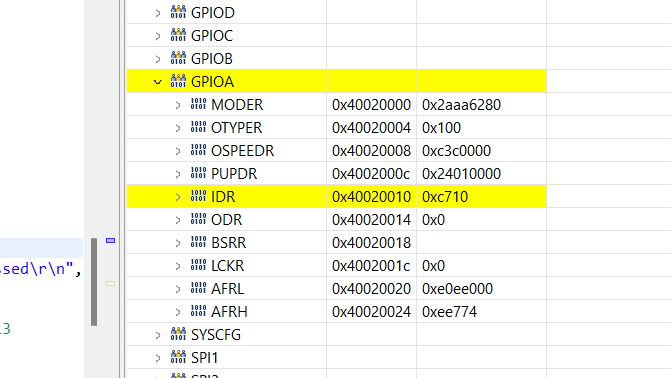 GPIOD
GPIOC
GPIOB
GPIOA
MODER 0x40020000 0x2aaa6280
OTYPER 0x40020004 0x100
OSPEEDR 0x40020008 0xc3c0000
PUPDR 0x4002000c 0x24010000
IDR 0x40020010 0xc710
ODR 0x40020014 0x0
BSRR 0x40020018
ssed\r\n",
LCKR 0x4002001c 0x0
AFRL 0x40020020 0xe0ee000
AFRH 0x40020024 0xee774
3
SYSCFG
SPI1